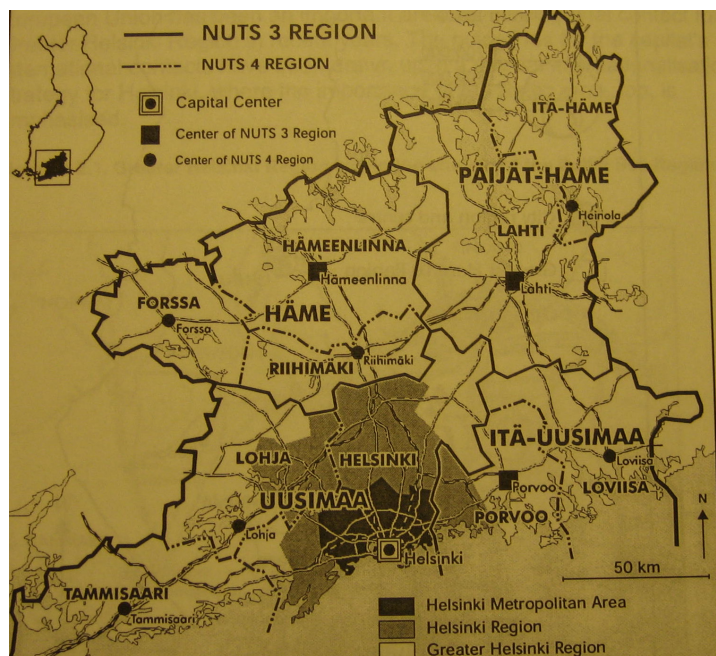 NUTS 3 REGION
NUTS 4 REGION
Capital Center
Center of NUTS 3 Region
Center of NUTS 4 Region
ITÄ-HÄME
PÄIJÄT-HÄME
Heinola
LAHTI
HÄMEENLINNA
Hämeenlinna
Lahti
FORSSA
HÄME
Forssa
RIIHIMÄKI
Riihimäki
ITÄ-UUSIMAA
LOHJA
HELSINKI
Loviisa
UUSIMAA
Porvoo
LOVIISA
PORVOO
N
Lohja
Helsinki
50 km
TAMMISAARI
Tammisaari
Helsinki Metropolitan Area
Helsinki Region
Greater Helsinki Region